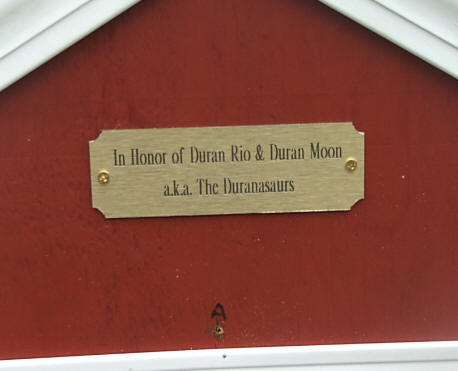 In Honor of Duran Rio & Duran Moon
a.k.a. The Duranasaurs
A